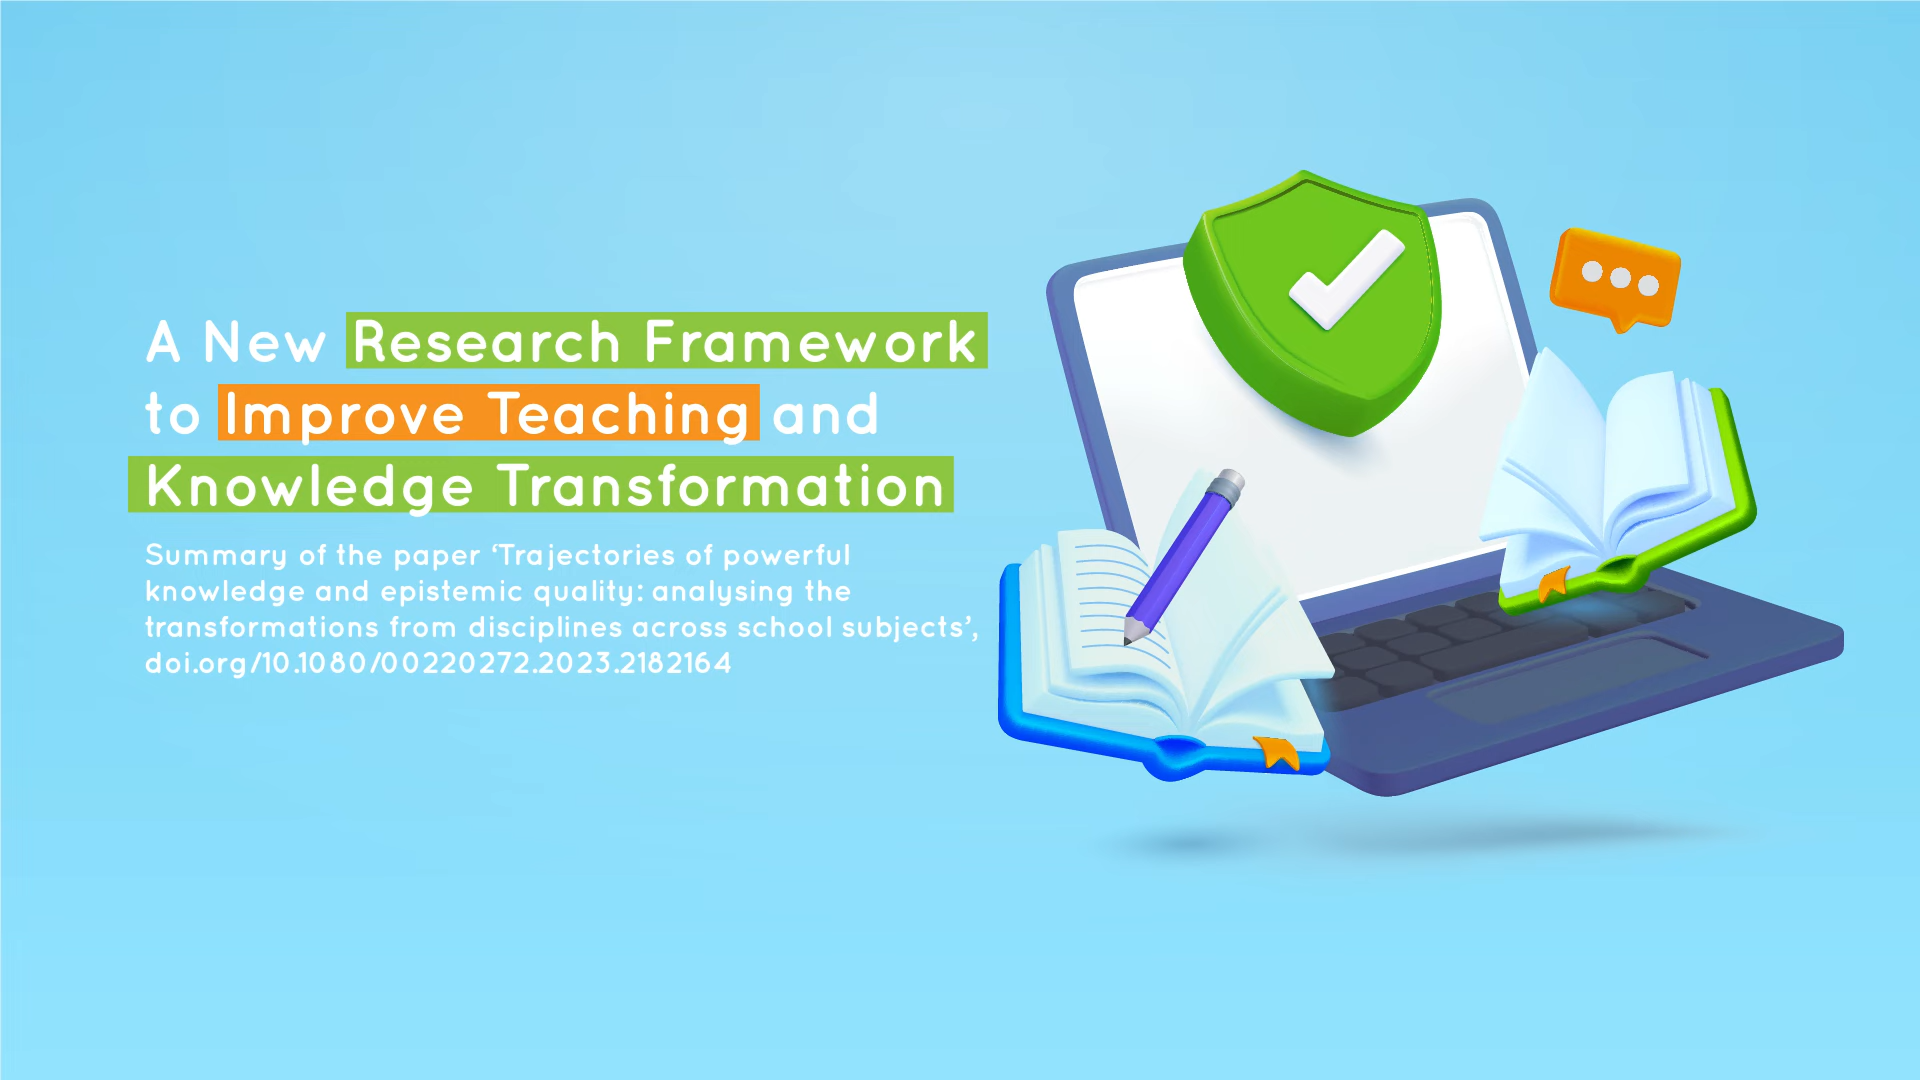 A New Research Framework
to Improve Teaching and
Knowledge Transformation
Summary of the paper ‘Trajectories of powerful
knowledge and epistemic quality: analysing the
transformations from disciplines across school subjects’,
doi.org/10.1080/00220272.2023.2182164